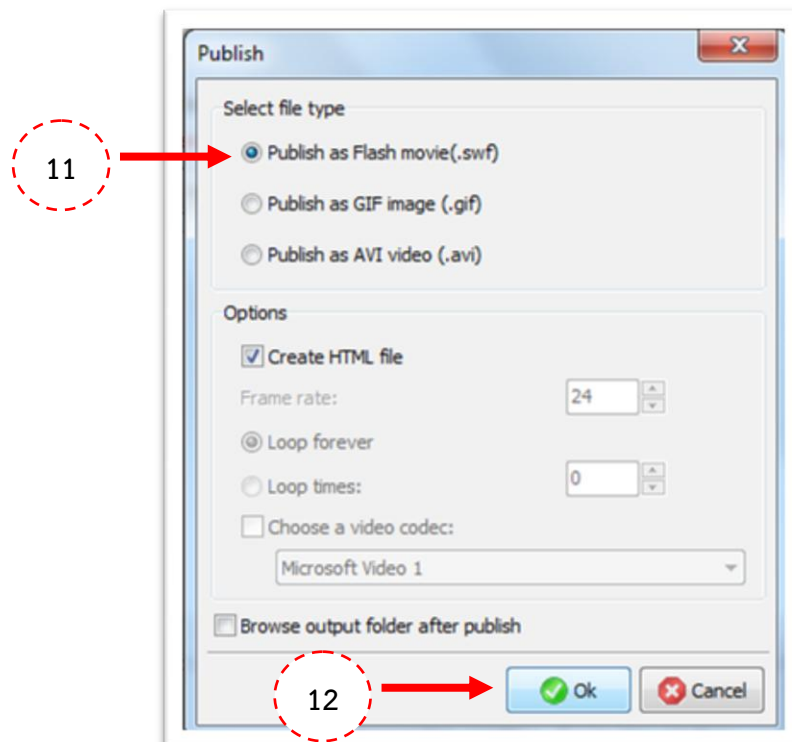 Publish
Select file type
11
Publish as Flash movie(.swf)
Publish as GIF image (.gif)
Publish as AVI video (.avi)
Options
Create HTML file
Frame rate: 24
Loop forever
Loop times: 0
Choose a video codec:
Microsoft Video 1
Browse output folder after publish
12 Ok Cancel